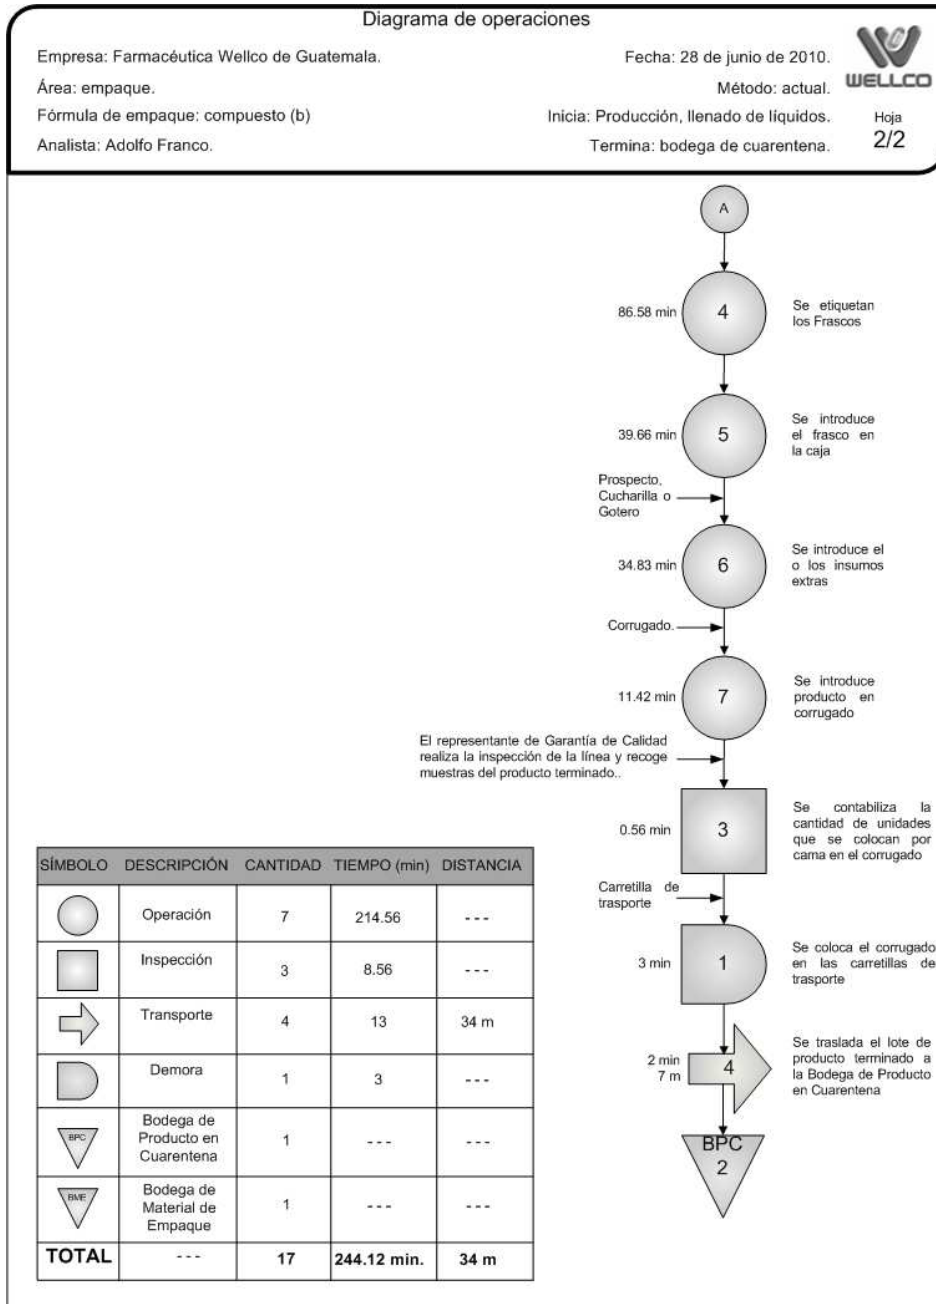 Diagrama de operaciones
Empresa: Farmacéutica Wellco de Guatemala.
Fecha: 28 de junio de 2010.
Área: empaque.
Método: actual.
WELLCO
Fórmula de empaque: compuesto (b)
Inicia: Producción, llenado de líquidos.
Hoja
Analista: Adolfo Franco.
Termina: bodega de cuarentena.
2/2
A
86.58 min
4
Se etiquetan
los Frascos
39.66 min
5
Se introduce
el frasco en
la caja
Prospecto,
Cucharilla o
Gotero
34.83 min
6
Se introduce el
o los insumos
extras
Corrugado.
11.42 min
7
Se introduce
producto en
corrugado
El representante de Garantía de Calidad
realiza la inspección de la línea y recoge
muestras del producto terminado..
0.56 min
3
Se contabiliza la
cantidad de unidades
que se colocan por
cama en el corrugado
Carretilla de
trasporte
3 min
1
Se coloca el corrugado
en las carretillas de
trasporte
2 min
7 m
4
Se traslada el lote de
producto terminado a
la Bodega de Producto
en Cuarentena
BPC
2
SÍMBOLO DESCRIPCIÓN CANTIDAD TIEMPO (min) DISTANCIA
Operación 7 214.56 - - -
Inspección 3 8.56 - - -
Transporte 4 13 34 m
Demora 1 3 - - -
BPC
Bodega de
Producto en
Cuarentena
1 - - - - - -
BME
Bodega de
Material de
Empaque
1 - - - - - -
TOTAL - - - 17 244.12 min. 34 m